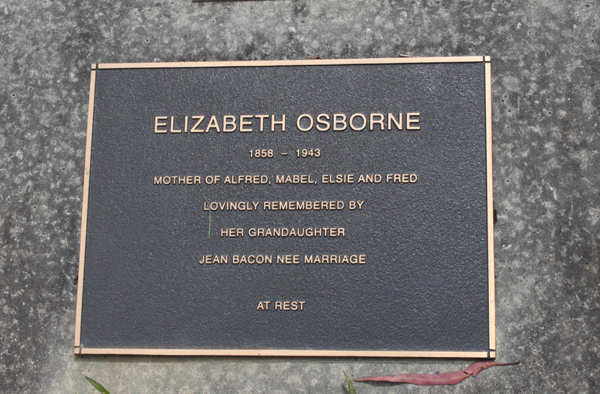 ELIZABETH OSBORNE
1858 – 1943
MOTHER OF ALFRED, MABEL, ELSIE AND FRED
LOVINGLY REMEMBERED BY
HER GRANDAUGHTER
JEAN BACON NEE MARRIAGE
AT REST